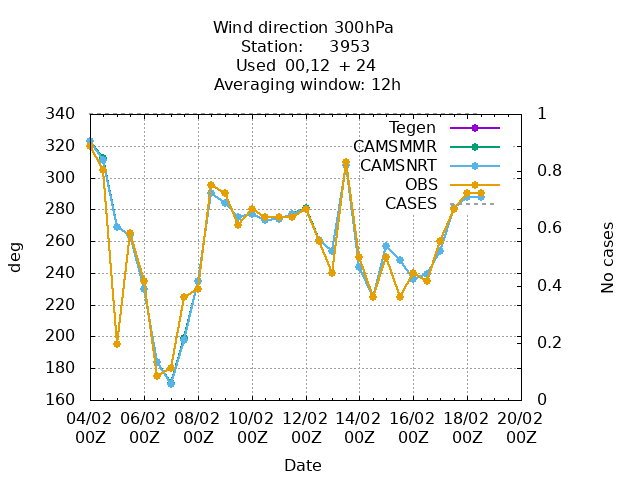 Wind direction 300hPa
Station: 3953
Used 00,12 + 24
Averaging window: 12h
340
320
300
280
260
240
220
200
180
160
deg
1
0.8
0.6
0.4
0.2
0
No cases
Tegen
CAMSMMR
CAMSNRT
OBS
CASES
04/02 06/02 08/02 10/02 12/02 14/02 16/02 18/02 20/02
00Z 00Z 00Z 00Z 00Z 00Z 00Z 00Z 00Z
Date